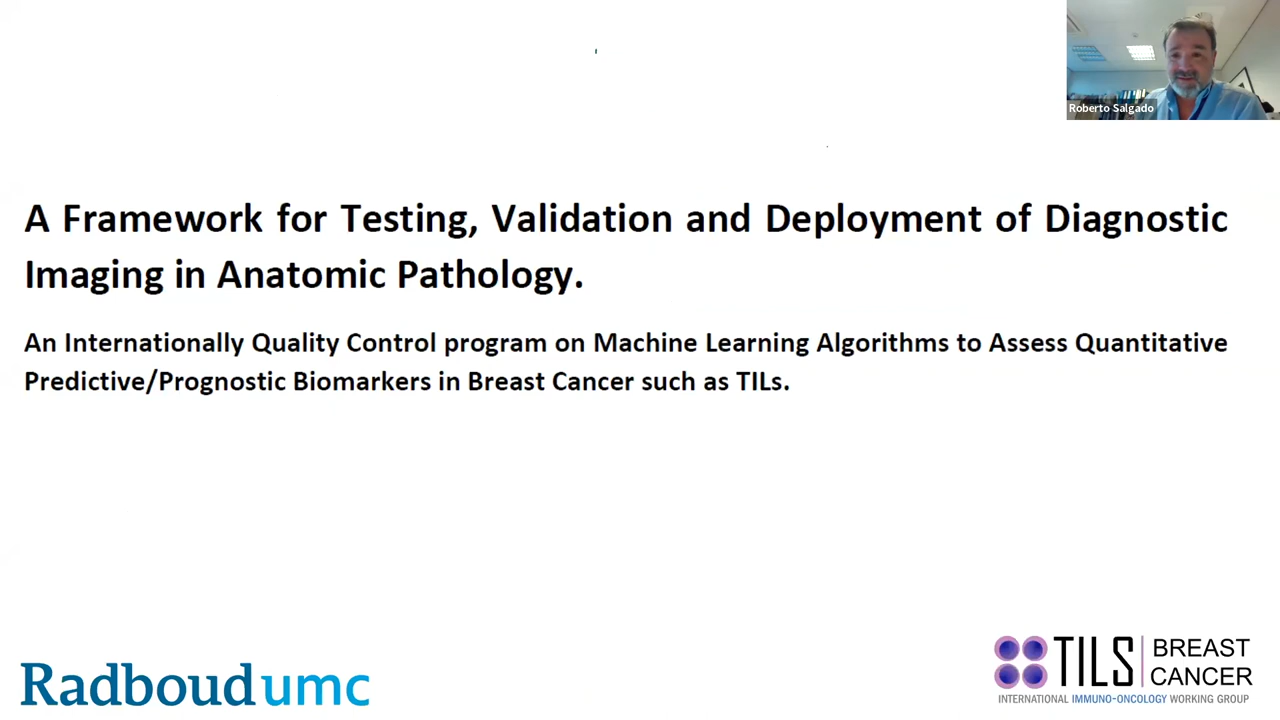 Roberto Salgado
A Framework for Testing, Validation and Deployment of Diagnostic
Imaging in Anatomic Pathology.
An Internationally Quality Control program on Machine Learning Algorithms to Assess Quantitative
Predictive/Prognostic Biomarkers in Breast Cancer such as TILs.
Radboudumc
TILS BREAST
CANCER
INTERNATIONAL IMMUNO-ONCOLOGY WORKING GROUP